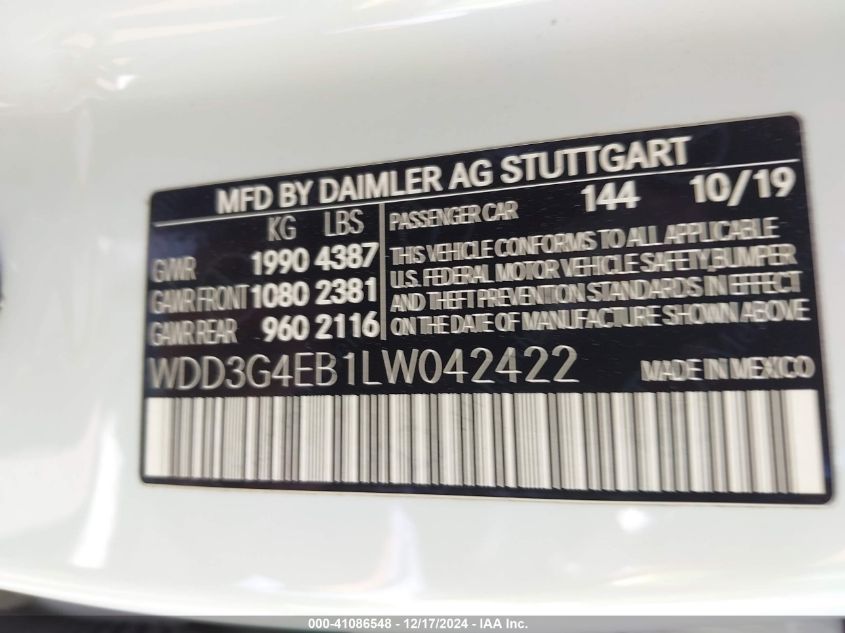 MFD BY DAIMLER AG STUTTGART
KG LBS
GVWR 1990 4387
GAWR FRONT 1080 2381
GAWR REAR 960 2116
PASSENGER CAR 144 10/19
THIS VEHICLE CONFORMS TO ALL APPLICABLE
U.S. FEDERAL MOTOR VEHICLE SAFETY,BUMPER
AND THEFT PREVENTION STANDARDS IN EFFECT
ON THE DATE OF MANUFACTURE SHOWN ABOVE
WDD3G4EB1LW042422 MADE IN MEXICO
000-41086548 - 12/17/2024 - IAA Inc.